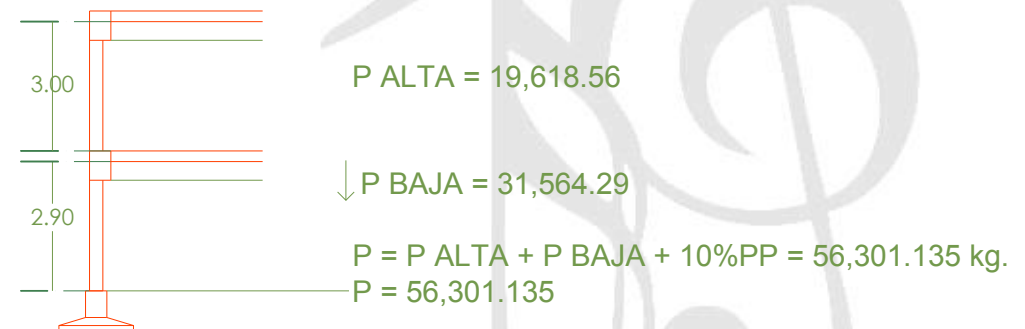 3.00
P ALTA = 19,618.56
P BAJA = 31,564.29
2.90
P = P ALTA + P BAJA + 10%PP = 56,301.135 kg.
P = 56,301.135